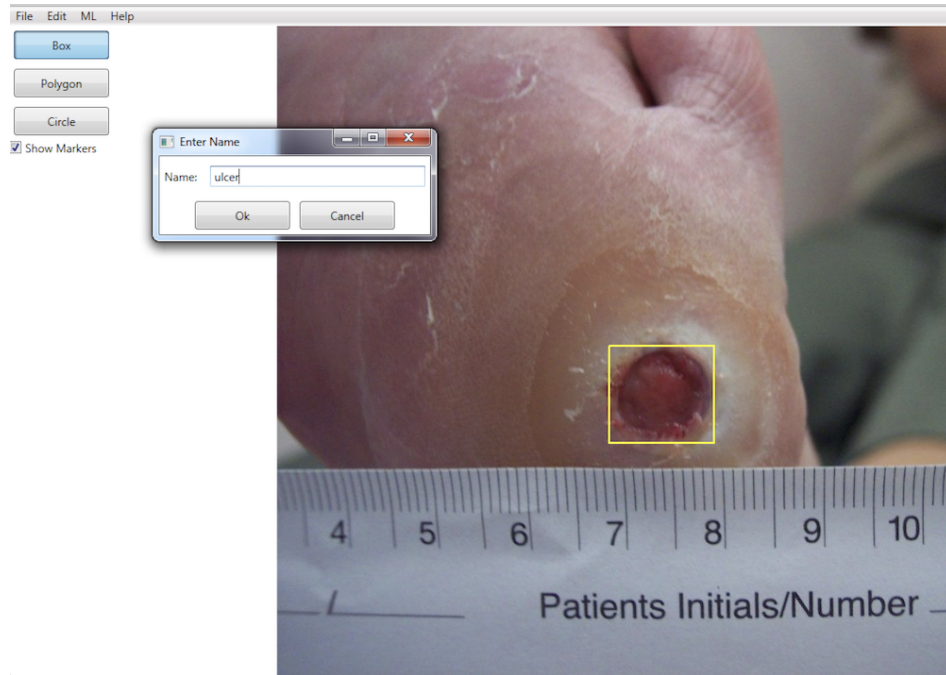 File Edit ML Help
Box
Polygon
Circle
Show Markers
Enter Name
Name: ulcer
Ok Cancel
4 5 6 7 8 9 10
Patients Initials/Number